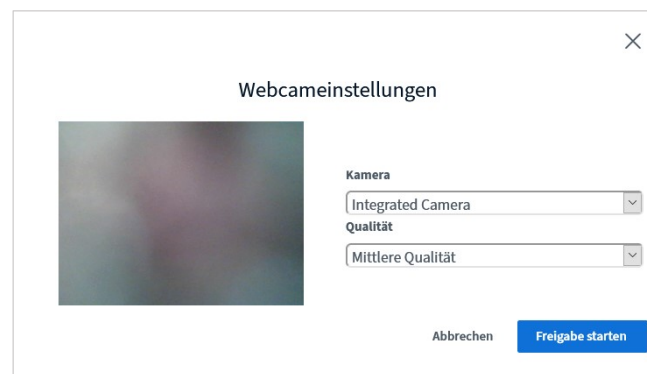 Webcameinstellungen
Kamera
Integrated Camera
Qualität
Mittlere Qualität
Abbrechen
Freigabe starten